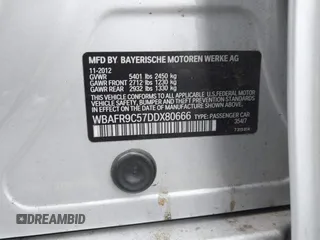 MFD BY BAYERISCHE MOTOREN WERKE AG
11-2012
GVWR 5401 lbs 2450 kg
GAWR FRONT 2712 lbs 1230 kg
GAWR REAR 2932 lbs 1330 kg
THIS VEHICLE CONFORMS TO ALL APPLICABLE U.S. FEDERAL MOTOR
VEHICLE SAFETY, BUMPER, AND THEFT PREVENTION STANDARDS
IN EFFECT ON THE DATE OF MANUFACTURE SHOWN ABOVE.
WBAFR9C57DDX80666 TYPE: PASSENGER CAR
DREAMBID